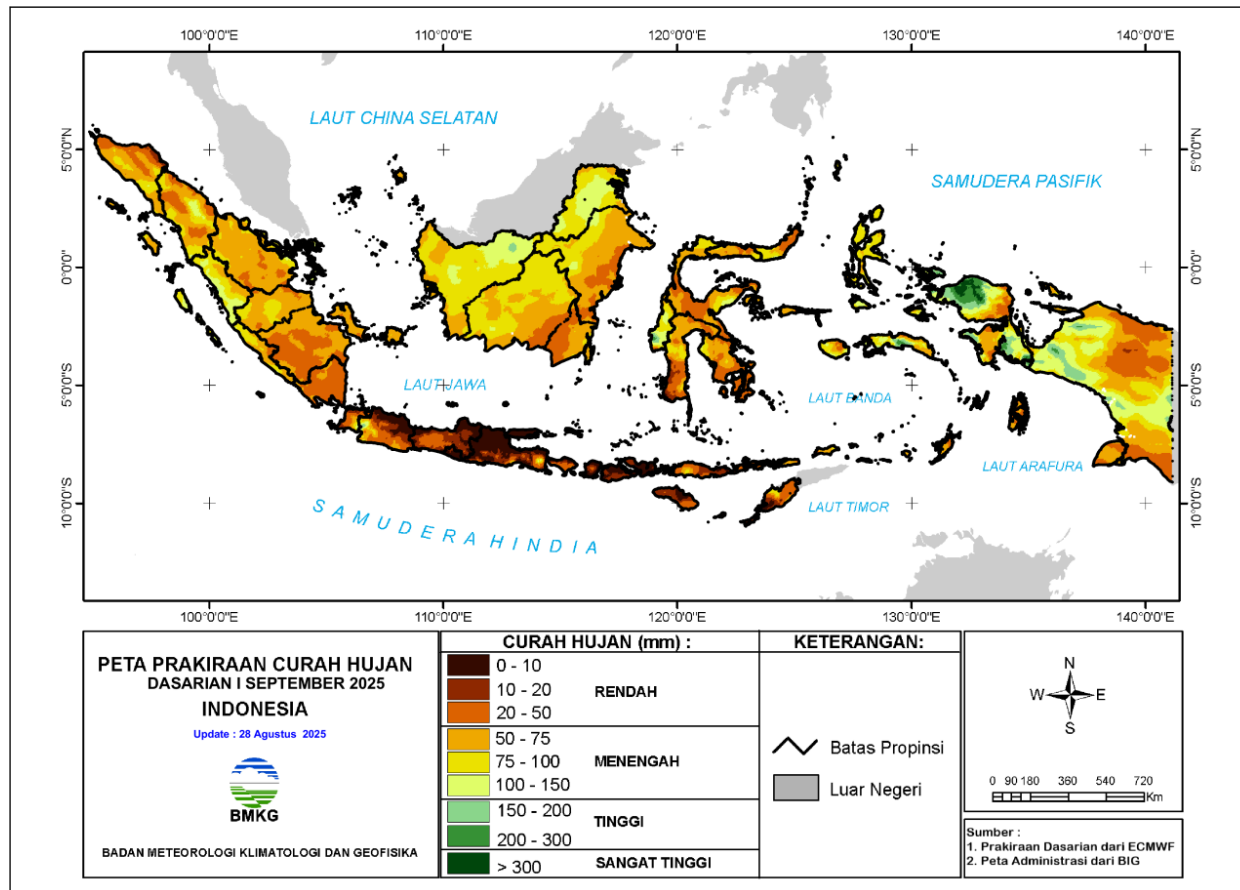 100°0'0"E 110°0'0"E 120°0'0"E 130°0'0"E 140°0'0"E
5°0'0"N 5°0'0"N
0°0'0" 0°0'0"
5°0'0"S 5°0'0"S
10°0'0"S 10°0'0"S
LAUT CHINA SELATAN
SAMUDERA PASIFIK
LAUT JAWA
LAUT BANDA
LAUT ARAFURA
LAUT TIMOR
SAMUDERA HINDIA
100°0'0"E 110°0'0"E 120°0'0"E 130°0'0"E 140°0'0"E
PETA PRAKIRAAN CURAH HUJAN
DASARIAN I SEPTEMBER 2025
INDONESIA
Update : 28 Agustus 2025
BMKG
BADAN METEOROLOGI KLIMATOLOGI DAN GEOFISIKA
CURAH HUJAN (mm) :
0 - 10
10 - 20
20 - 50
RENDAH
50 - 75
75 - 100
100 - 150
MENENGAH
150 - 200
200 - 300
TINGGI
> 300
SANGAT TINGGI
KETERANGAN:
Batas Propinsi
Luar Negeri
N
W E
S
0 90 180 360 540 720
Km
Sumber :
1. Prakiraan Dasarian dari ECMWF
2. Peta Administrasi dari BIG